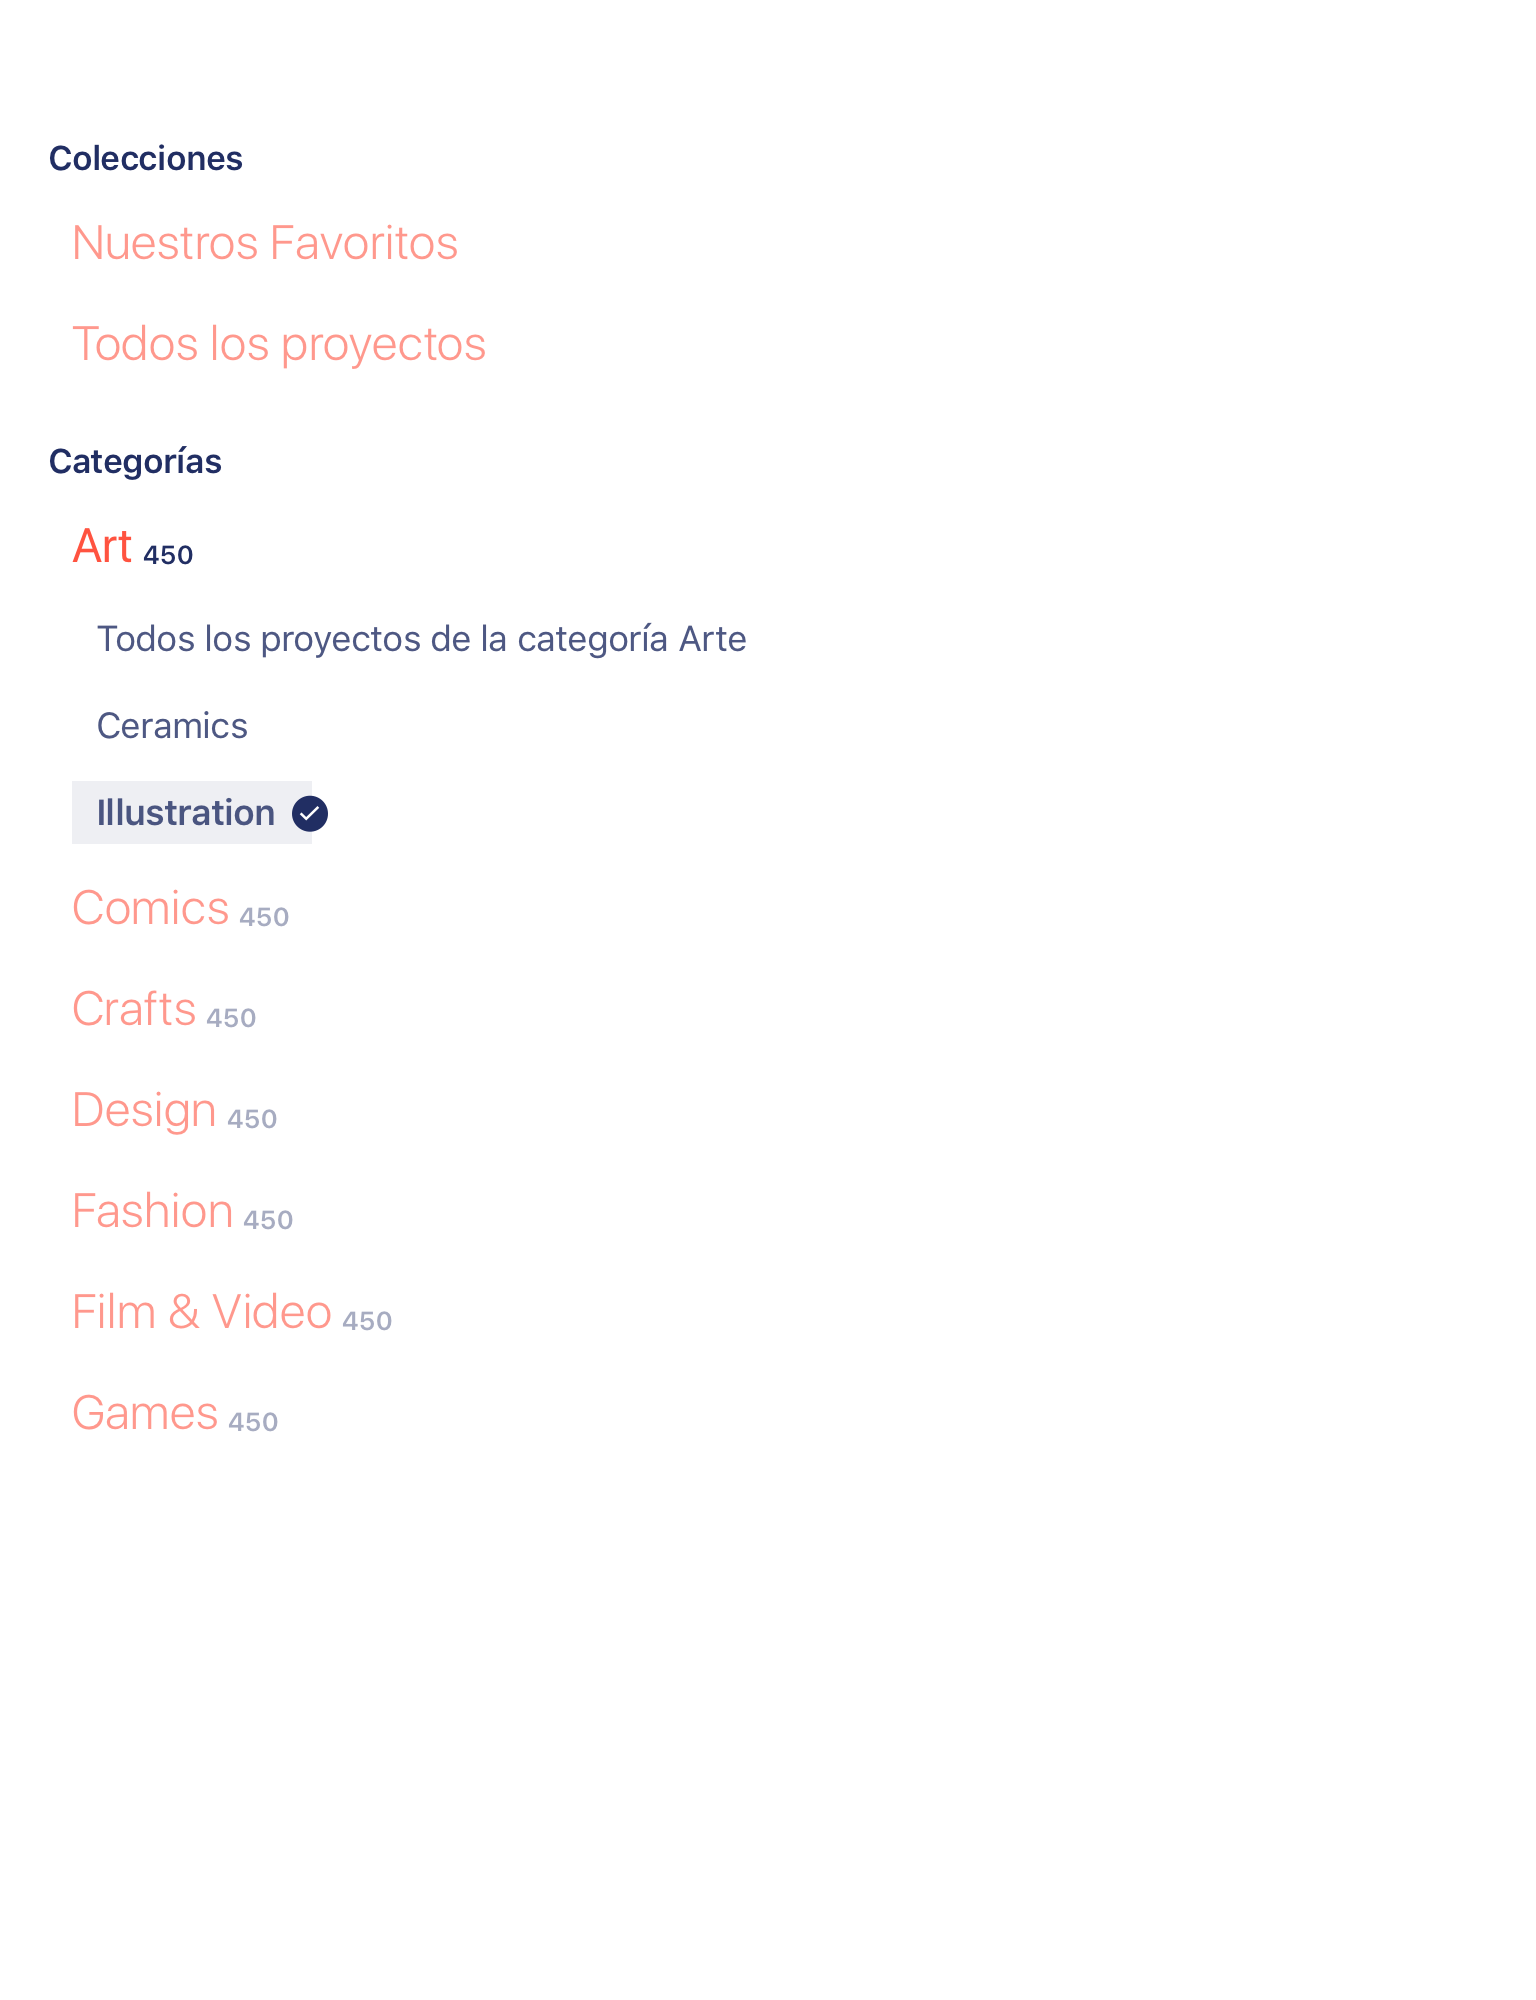 Colecciones
Nuestros Favoritos
Todos los proyectos
Categorías
Art 450
Todos los proyectos de la categoría Arte
Ceramics
Illustration
Comics 450
Crafts 450
Design 450
Fashion 450
Film & Video 450
Games 450